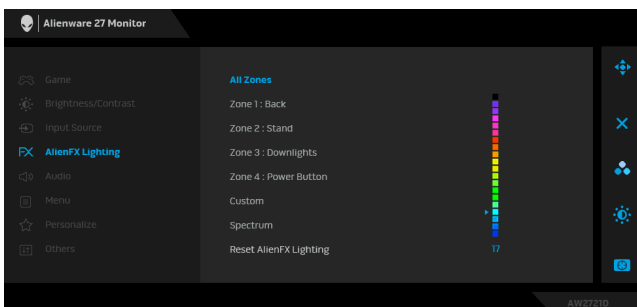 Alienware 27 Monitor
Game
Brightness/Contrast
Input Source
FX AlienFX Lighting
Audio
Menu
Personalize
Others
All Zones
Zone 1 : Back
Zone 2 : Stand
Zone 3 : Downlights
Zone 4 : Power Button
Custom
Spectrum
Reset AlienFX Lighting
17
AW2721D